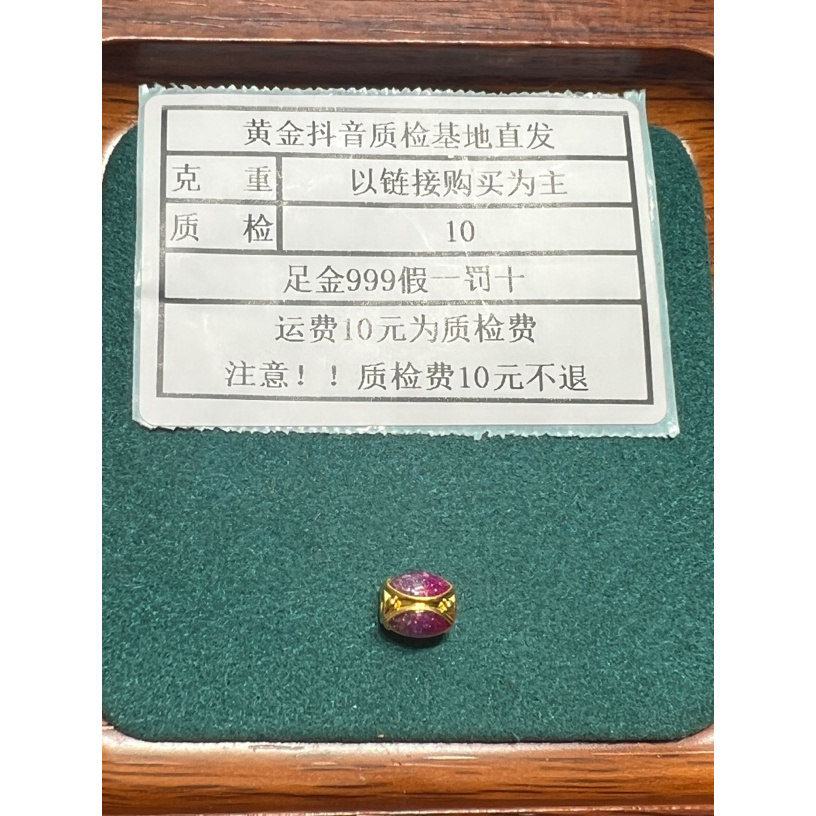 黄金抖音质检基地直发
克 重 以链接购买为主
质 检 10
足金999假一罚十
运费10元为质检费
注意！！质检费10元不退